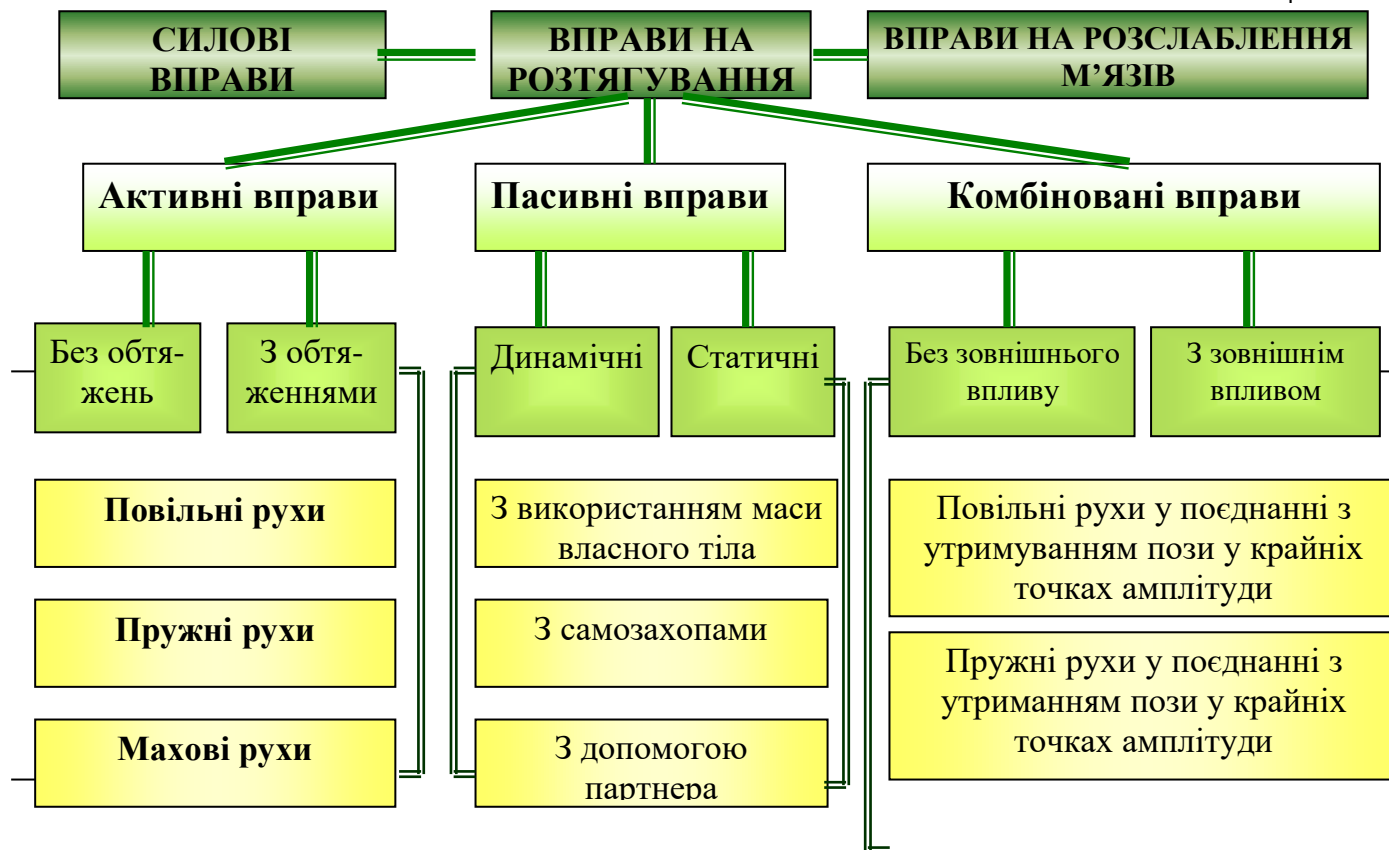 СИЛОВІ
ВПРАВИ
ВПРАВИ НА
РОЗТЯГУВАННЯ
ВПРАВИ НА РОЗСЛАБЛЕННЯ
М’ЯЗІВ
Активні вправи
Пасивні вправи
Комбіновані вправи
Без обтя-
жень
З обтя-
женнями
Динамічні
Статичні
Без зовнішнього
впливу
З зовнішнім
впливом
Повільні рухи
Пружні рухи
Махові рухи
З використанням маси
власного тіла
З самозахопами
З допомогою
партнера
Повільні рухи у поєднанні з
утримуванням пози у крайніх
точках амплітуди
Пружні рухи у поєднанні з
утриманням пози у крайніх
точках амплітуди